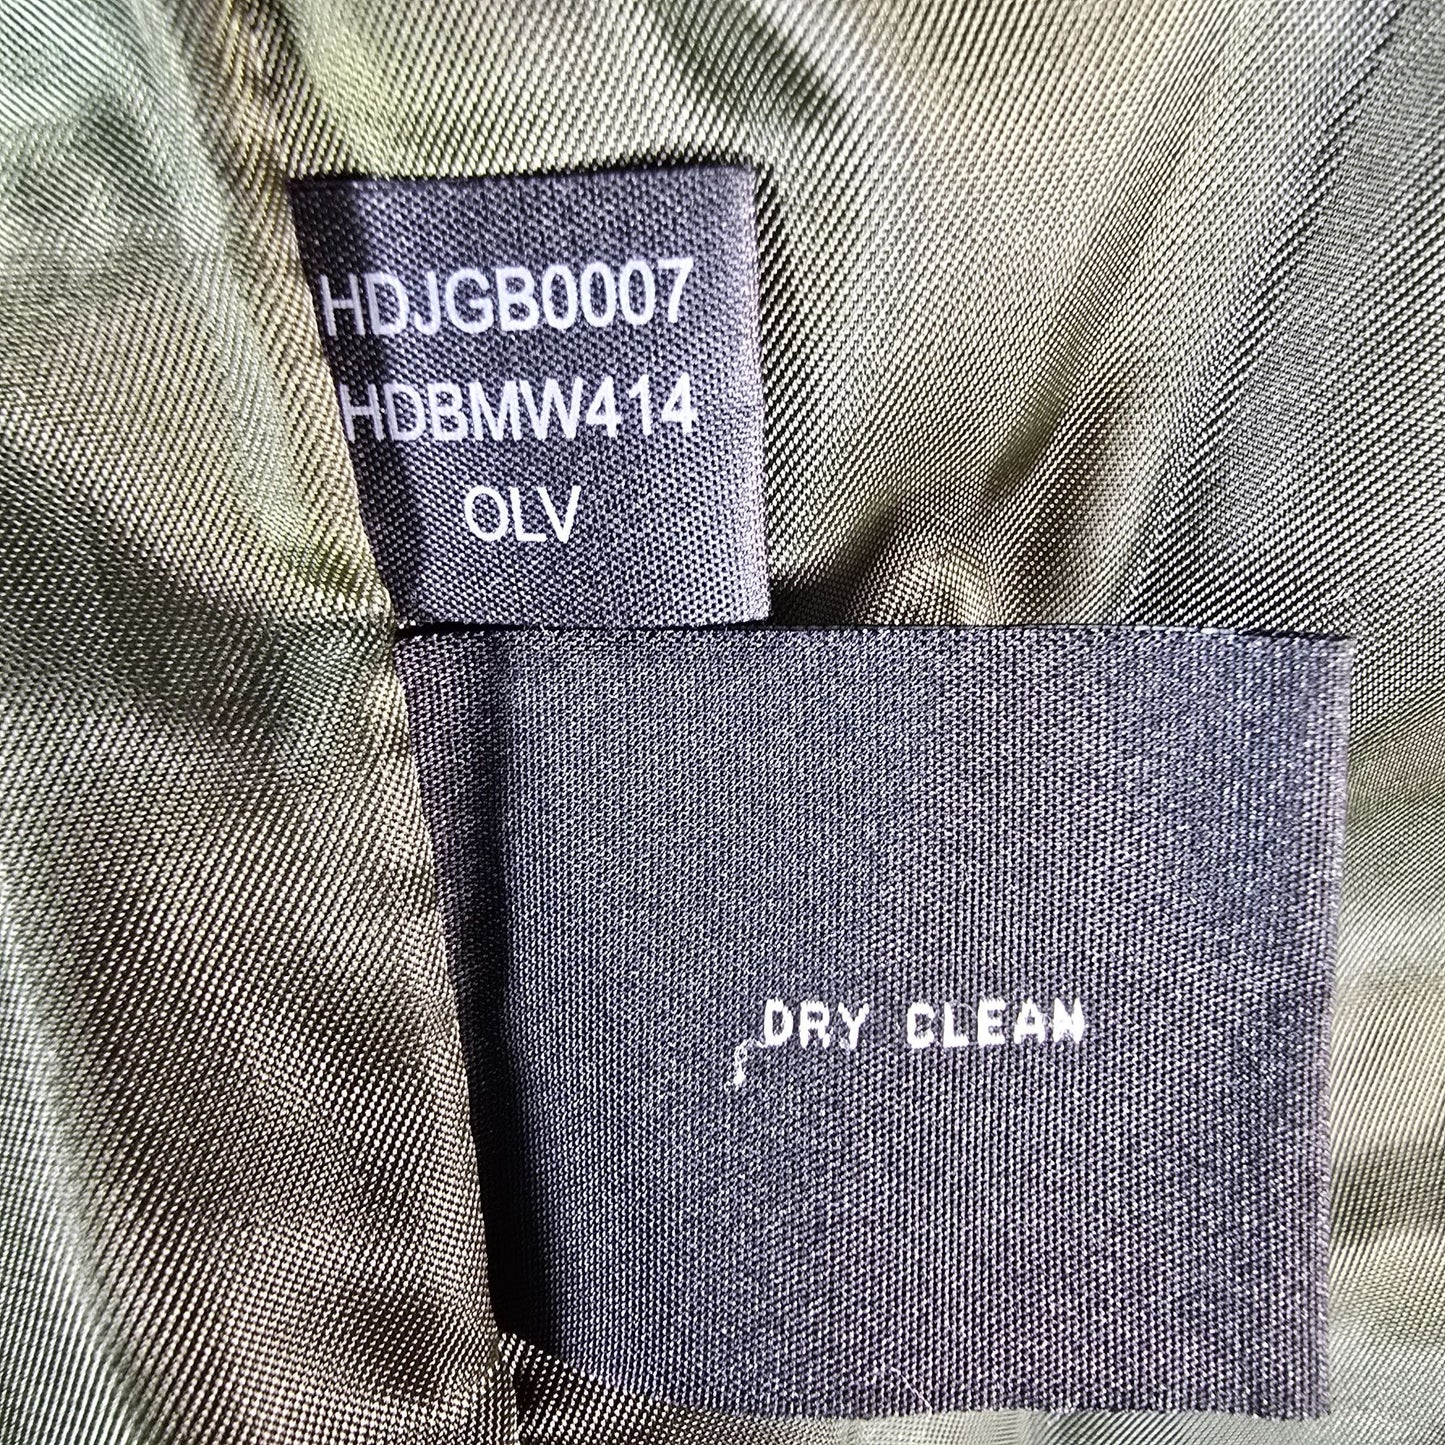 HDJGB0007
HDBMW414
OLV
DRY CLEAN